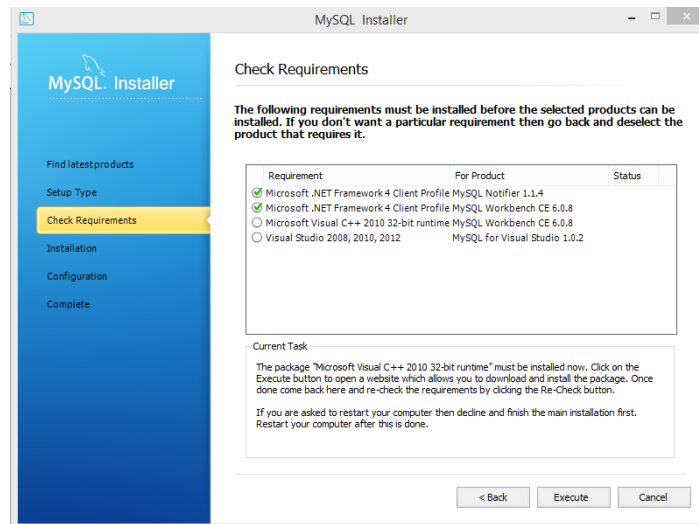 MySQL Installer
MySQL. Installer
Check Requirements
The following requirements must be installed before the selected products can be
installed. If you don't want a particular requirement then go back and deselect the
product that requires it.
Find latest products
Setup Type
Check Requirements
Installation
Configuration
Complete
Requirement For Product Status
Microsoft .NET Framework 4 Client Profile MySQL Notifier 1.1.4
Microsoft .NET Framework 4 Client Profile MySQL Workbench CE 6.0.8
Microsoft Visual C++ 2010 32-bit runtime MySQL Workbench CE 6.0.8
Visual Studio 2008, 2010, 2012 MySQL for Visual Studio 1.0.2
Current Task
The package "Microsoft Visual C++ 2010 32-bit runtime" must be installed now. Click on the
Execute button to open a website which allows you to download and install the package. Once
done come back here and re-check the requirements by clicking the Re-Check button.
If you are asked to restart your computer then decline and finish the main installation first.
Restart your computer after this is done.
< Back Execute Cancel